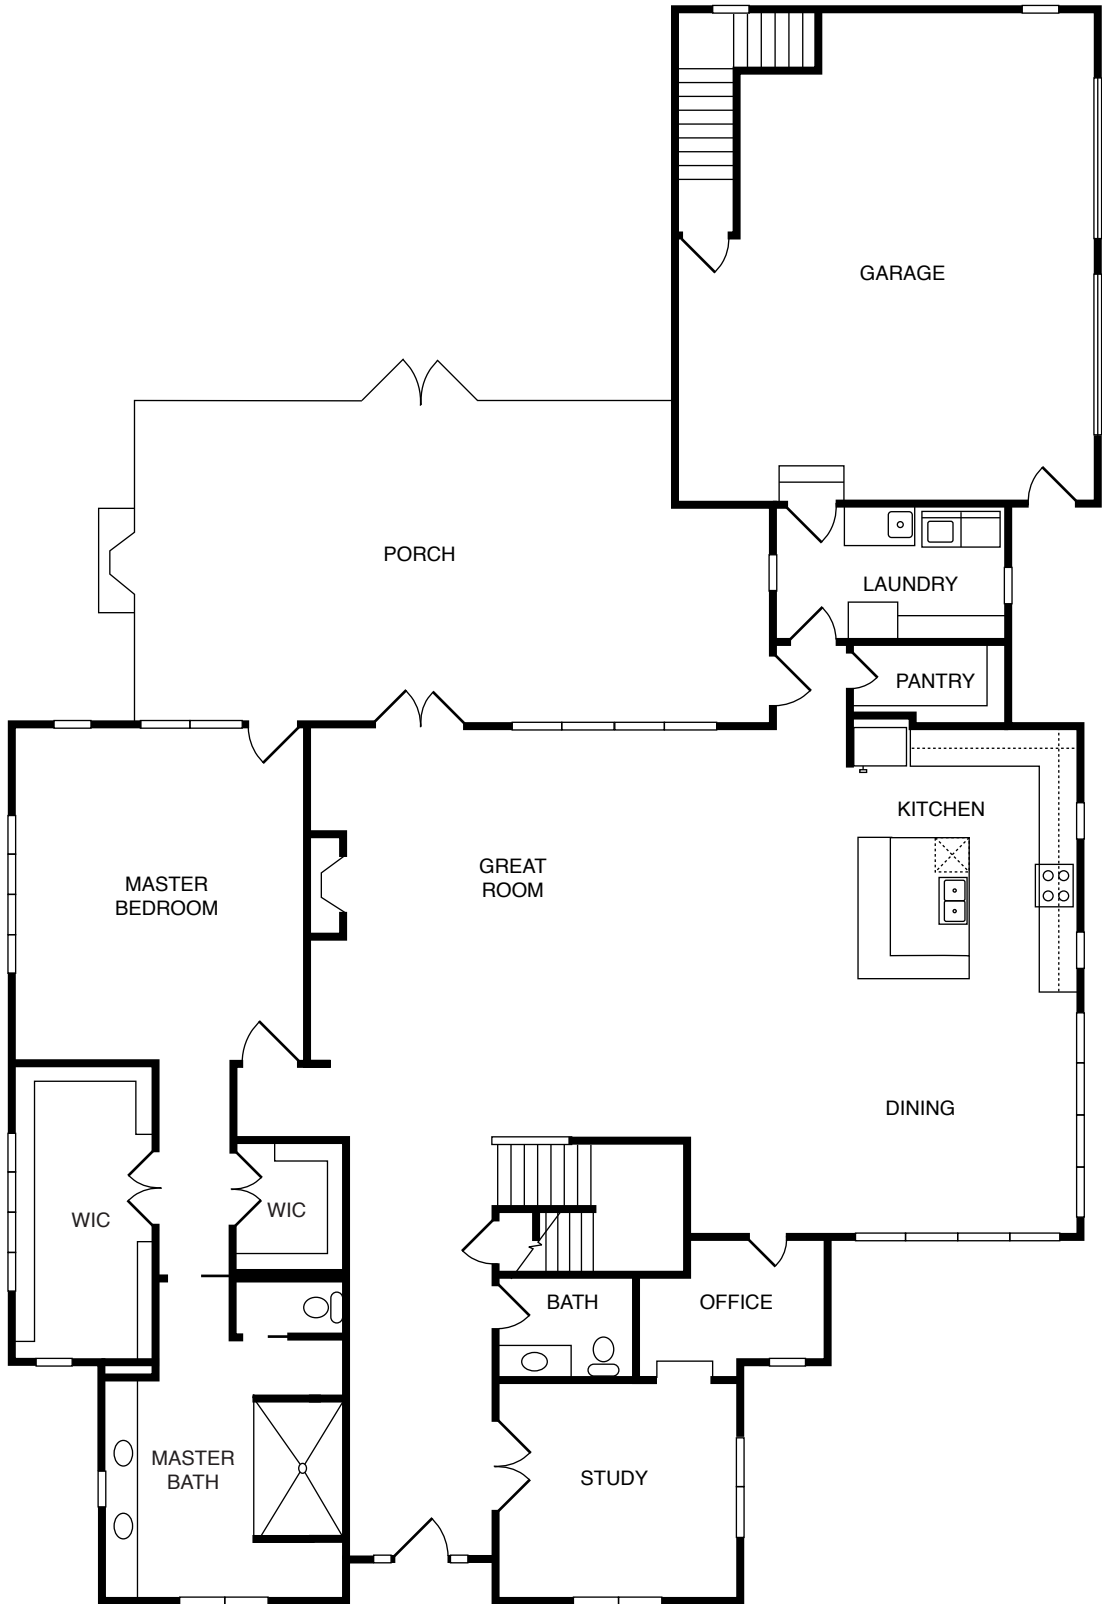 GARAGE
PORCH
LAUNDRY
PANTRY
KITCHEN
GREAT
ROOM
MASTER
BEDROOM
DINING
WIC
WIC
BATH
OFFICE
MASTER
BATH
STUDY